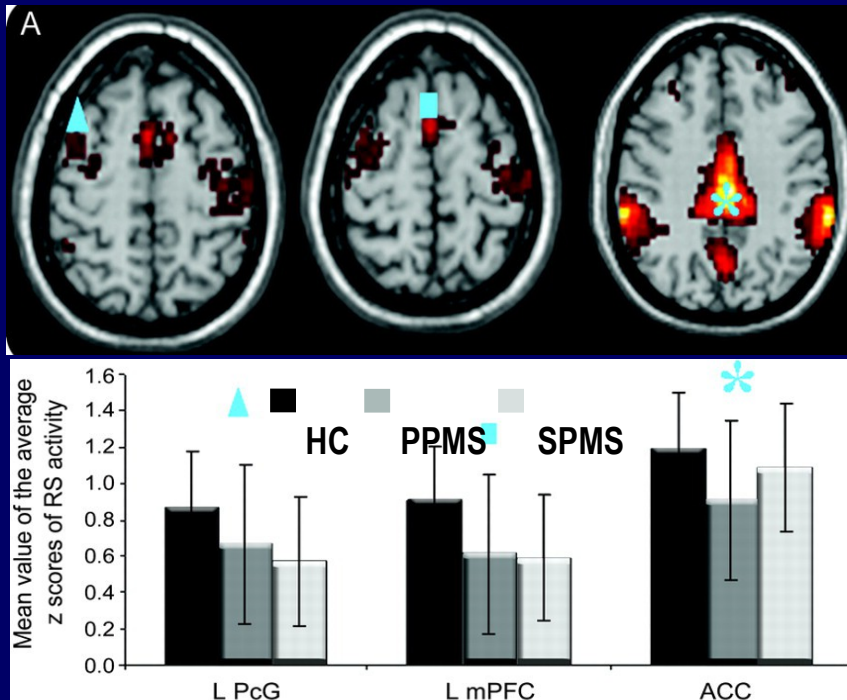 A
Mean value of the average
z scores of RS activity
1.6
1.4
1.2
1.0
0.8
0.6
0.4
0.2
0.0
HC PPMS SPMS
L PcG L mPFC ACC